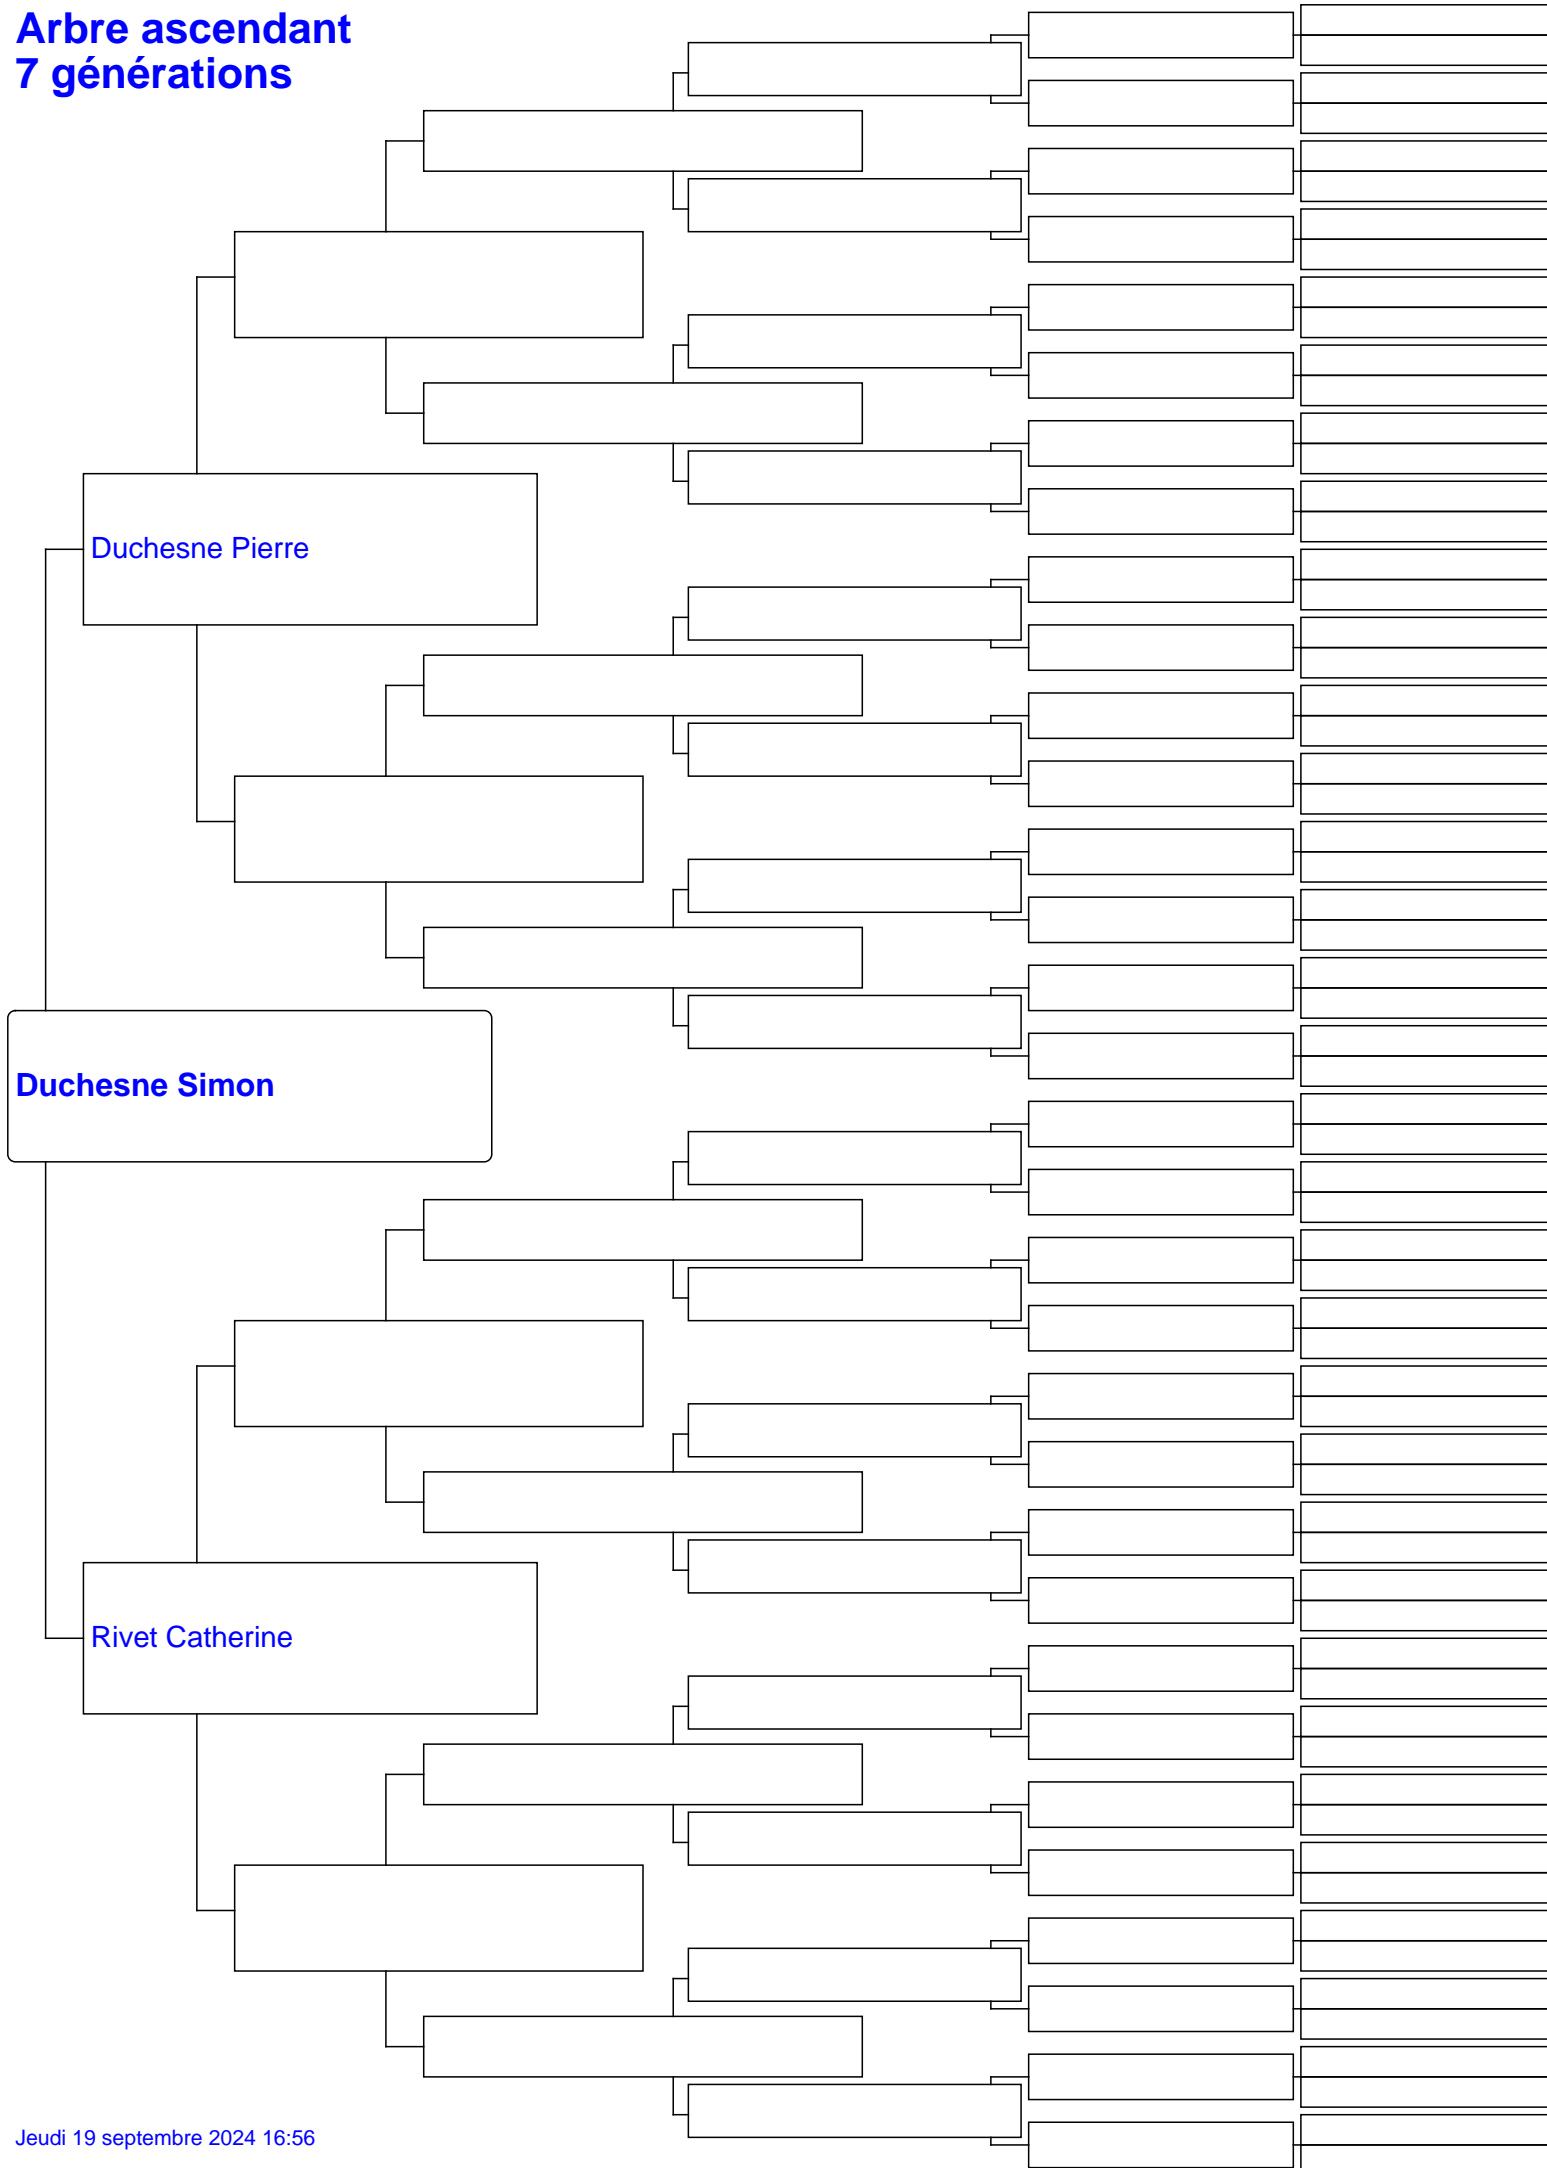 Arbre ascendant
7 générations
Duchesne Pierre
Duchesne Simon
Rivet Catherine
Jeudi 19 septembre 2024 16:56